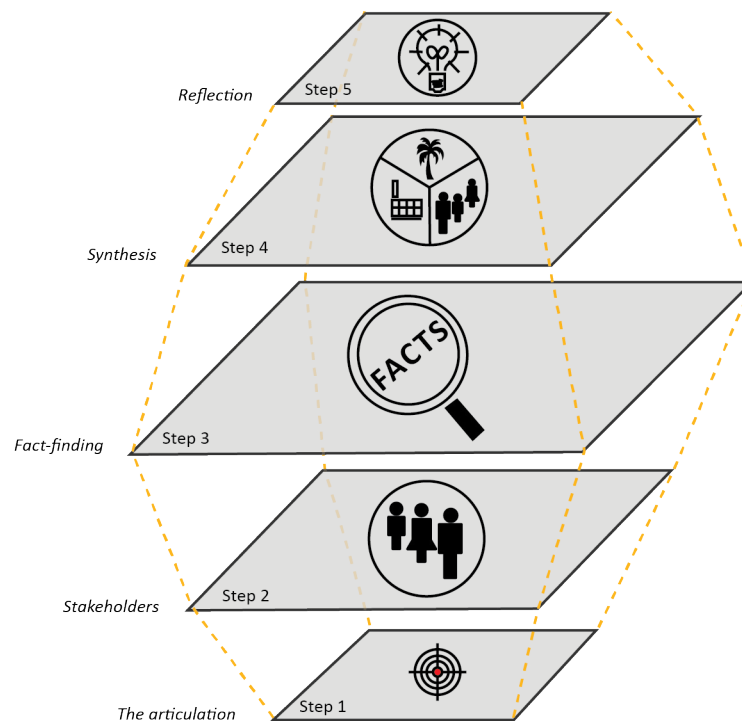 Step 5
Reflection
Step 4
Synthesis
FACTS
Step 3
Fact-finding
Step 2
Stakeholders
Step 1
The articulation